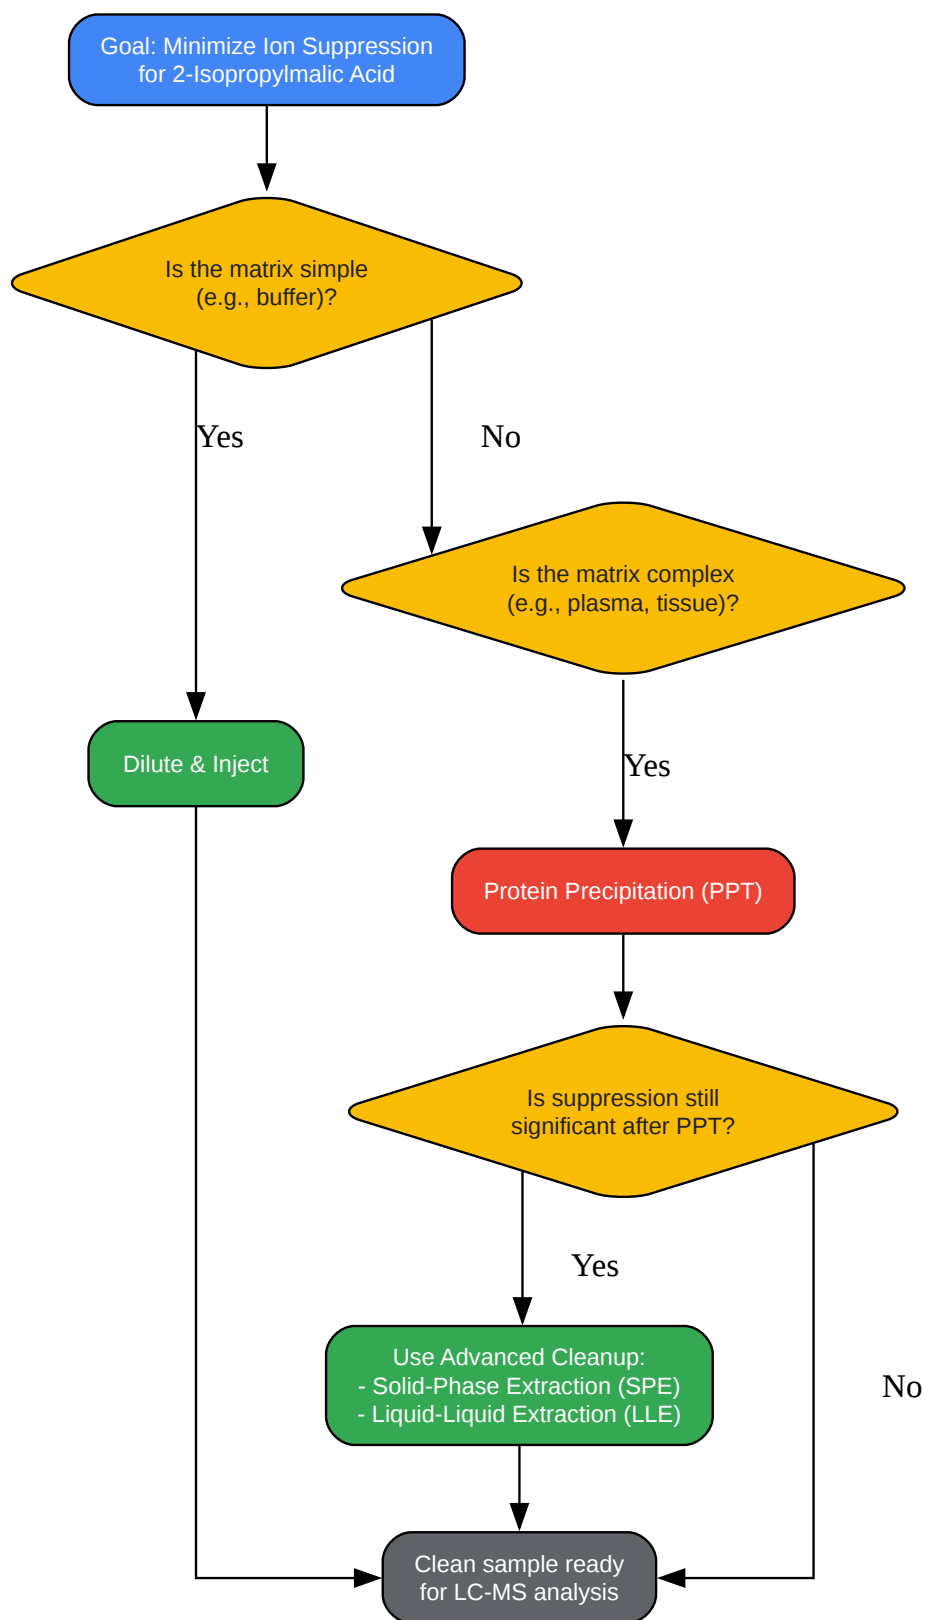 Goal: Minimize Ion Suppression
for 2-Isopropylmalic Acid
Is the matrix simple
(e.g., buffer)?
Yes
No
Is the matrix complex
(e.g., plasma, tissue)?
Dilute & Inject
Yes
Protein Precipitation (PPT)
Is suppression still
significant after PPT?
Yes
Use Advanced Cleanup:
- Solid-Phase Extraction (SPE)
- Liquid-Liquid Extraction (LLE)
No
Clean sample ready
for LC-MS analysis